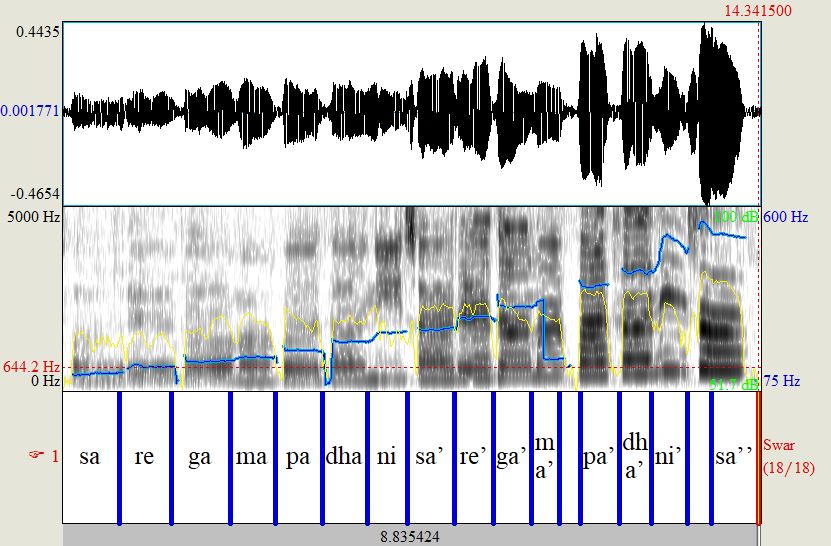 14.341500
0.4435
0.001771
-0.4654
5000 Hz
100 dB
600 Hz
644.2 Hz
0 Hz
51.7 dB
75 Hz
☞ 1
sa re ga ma pa dha ni sa’ re’ ga’ ma’ pa’ dha’ ni’ sa’’
Swar
(18/18)
8.835424